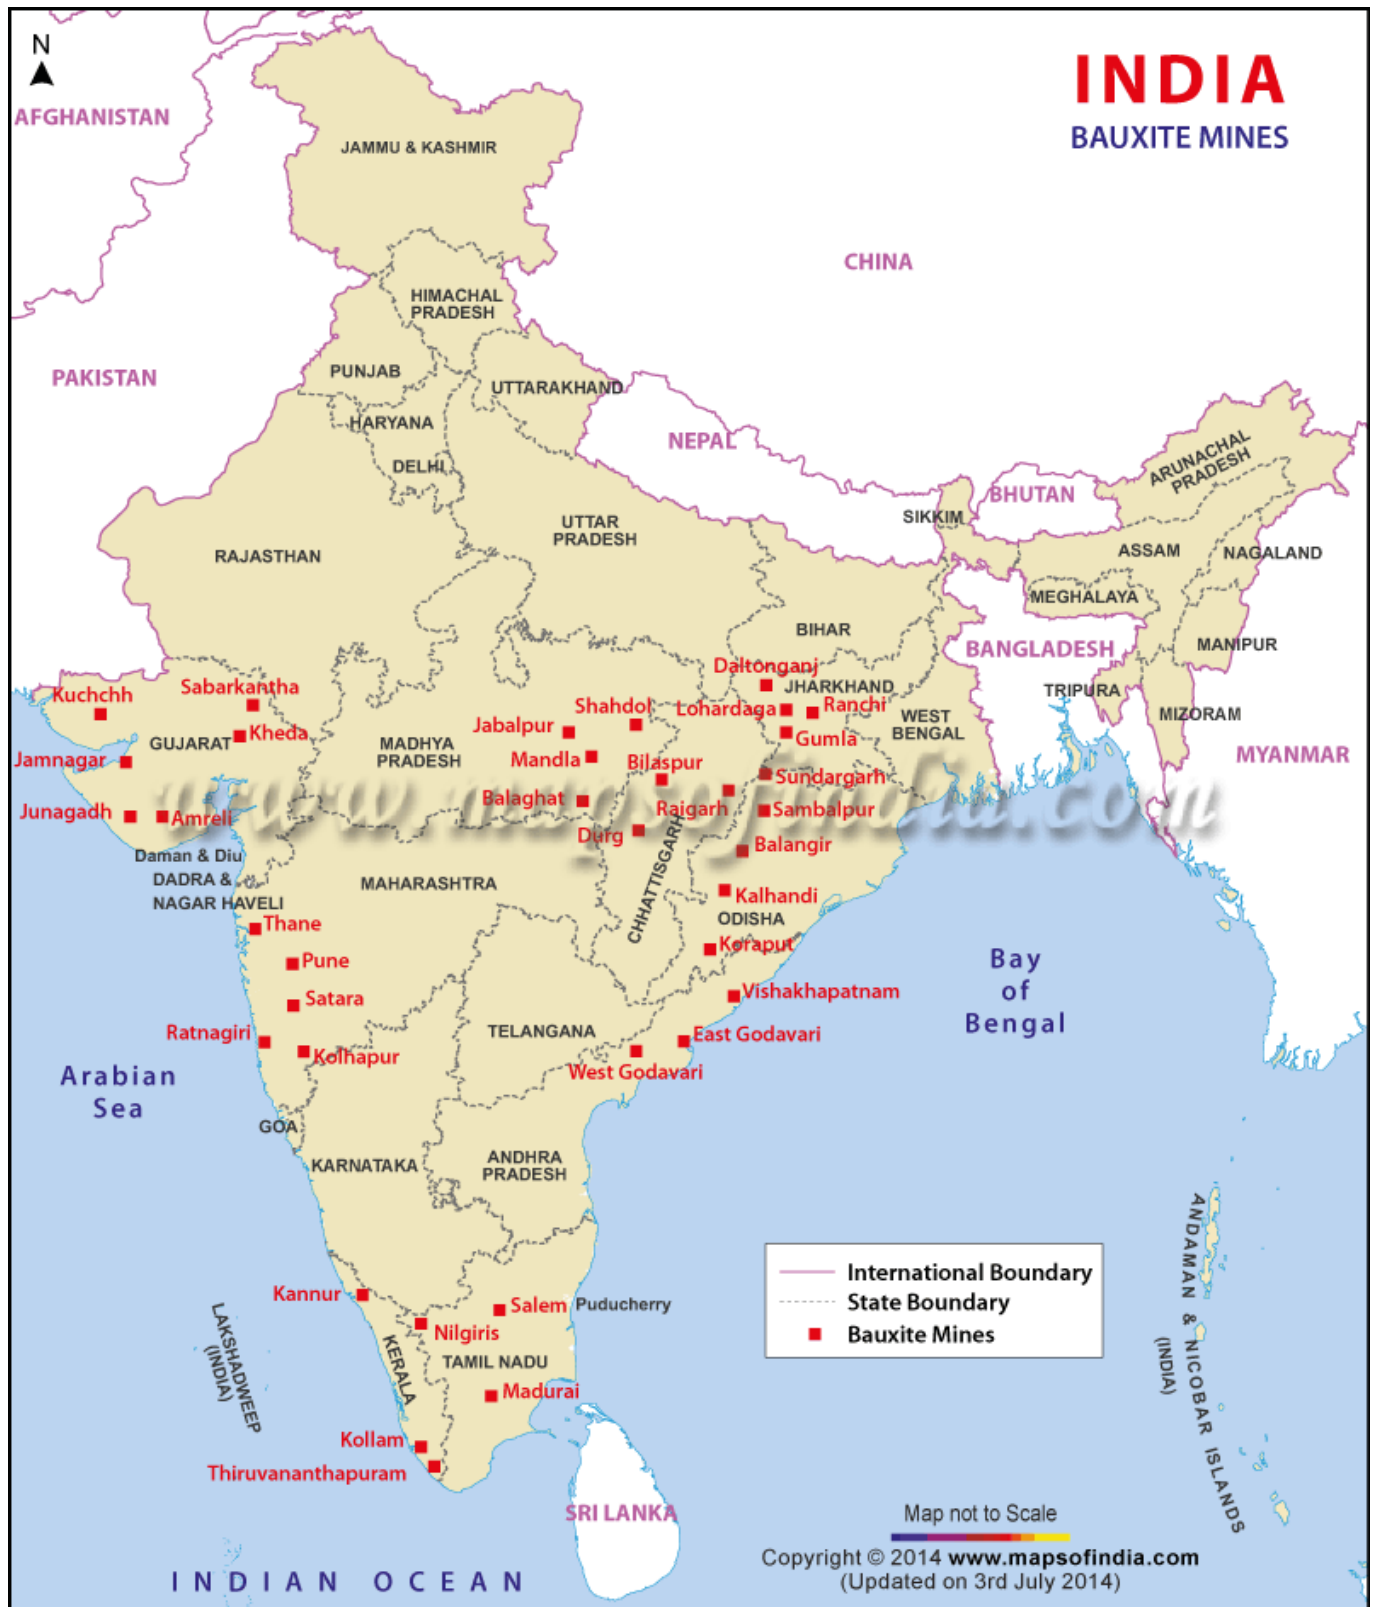 N
INDIA
BAUXITE MINES
AFGHANISTAN
JAMMU & KASHMIR
CHINA
HIMACHAL
PRADESH
PAKISTAN
PUNJAB
UTTARAKHAND
HARYANA
NEPAL
DELHI
ARUNACHAL
PRADESH
BHUTAN
SIKKIM
UTTAR
PRADESH
RAJASTHAN
ASSAM
NAGALAND
MEGHALAYA
BIHAR
BANGLADESH
MANIPUR
Daltonganj
JHARKHAND
TRIPURA
Kuchchh
Sabarkantha
Shahdol
Lohardaga
Ranchi
MIZORAM
Jabalpur
WEST
BENGAL
Kheda
GUJARAT
Gumla
MADHYA
PRADESH
MYANMAR
Jamnagar
Mandla
Bilaspur
Sundargarh
www.mapsofindia.com
Balaghat
Raigarh
Sambalpur
Junagadh
Amreli
Durg
Balangir
Daman & Diu
DADRA &
NAGAR HAVELI
MAHARASHTRA
CHHATTISGARH
Kalhandi
ODISHA
Thane
Koraput
Pune
Bay
of
Bengal
Vishakhapatnam
Satara
Ratnagiri
TELANGANA
East Godavari
Kolhapur
West Godavari
Arabian
Sea
GOA
KARNATAKA
ANDHRA
PRADESH
ANDAMAN & NICOBAR ISLANDS
(INDIA)
International Boundary
State Boundary
Bauxite Mines
Kannur
Salem
Puducherry
Nilgiris
LAKSHADWEEP
(INDIA)
KERALA
TAMIL NADU
Madurai
Kollam
Thiruvananthapuram
SRI LANKA
Map not to Scale
Copyright © 2014 www.mapsofindia.com
(Updated on 3rd July 2014)
INDIAN OCEAN